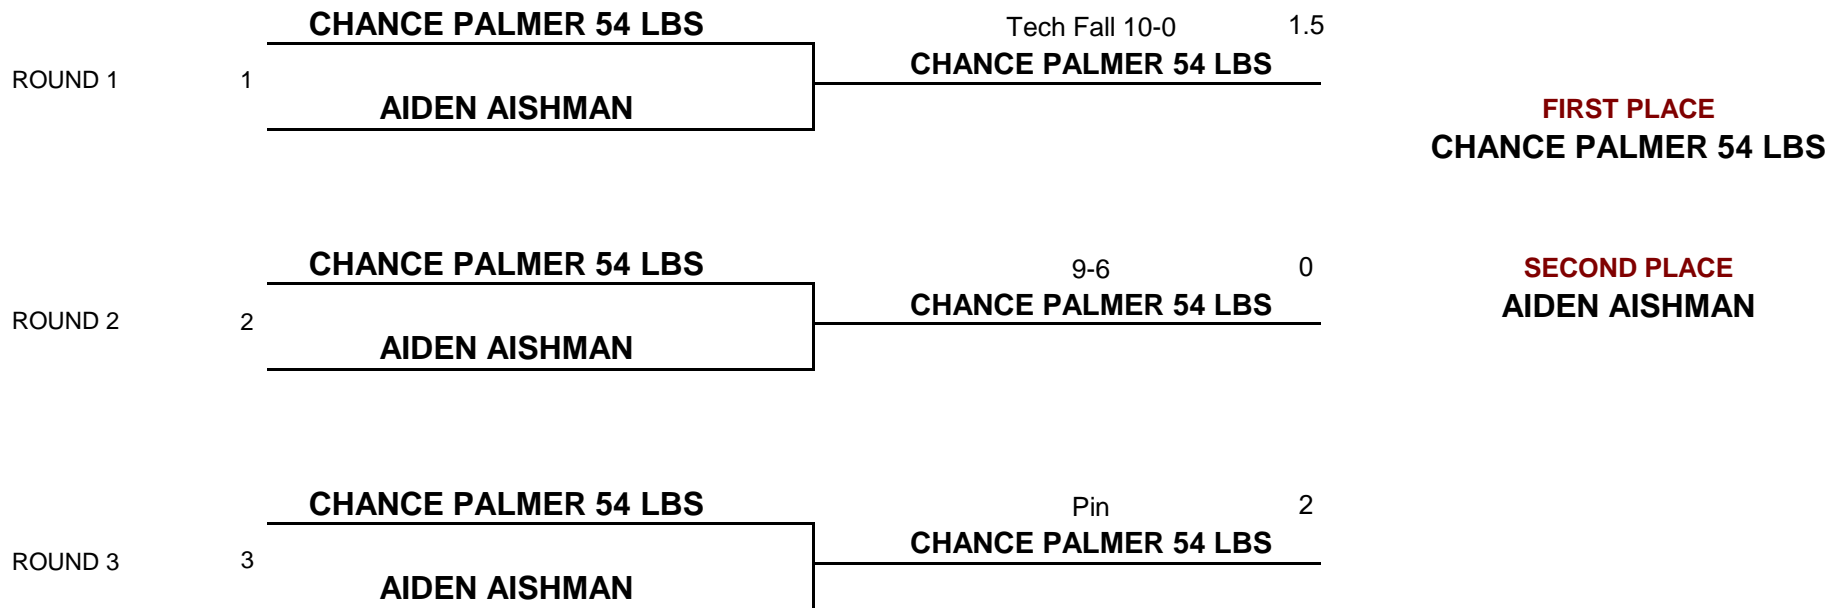 CHANCE PALMER 54 LBS
Tech Fall 10-0 1.5
CHANCE PALMER 54 LBS
ROUND 1 1
AIDEN AISHMAN
FIRST PLACE
CHANCE PALMER 54 LBS
CHANCE PALMER 54 LBS
9-6 0
SECOND PLACE
CHANCE PALMER 54 LBS
AIDEN AISHMAN
ROUND 2 2
AIDEN AISHMAN
CHANCE PALMER 54 LBS
Pin 2
CHANCE PALMER 54 LBS
ROUND 3 3
AIDEN AISHMAN